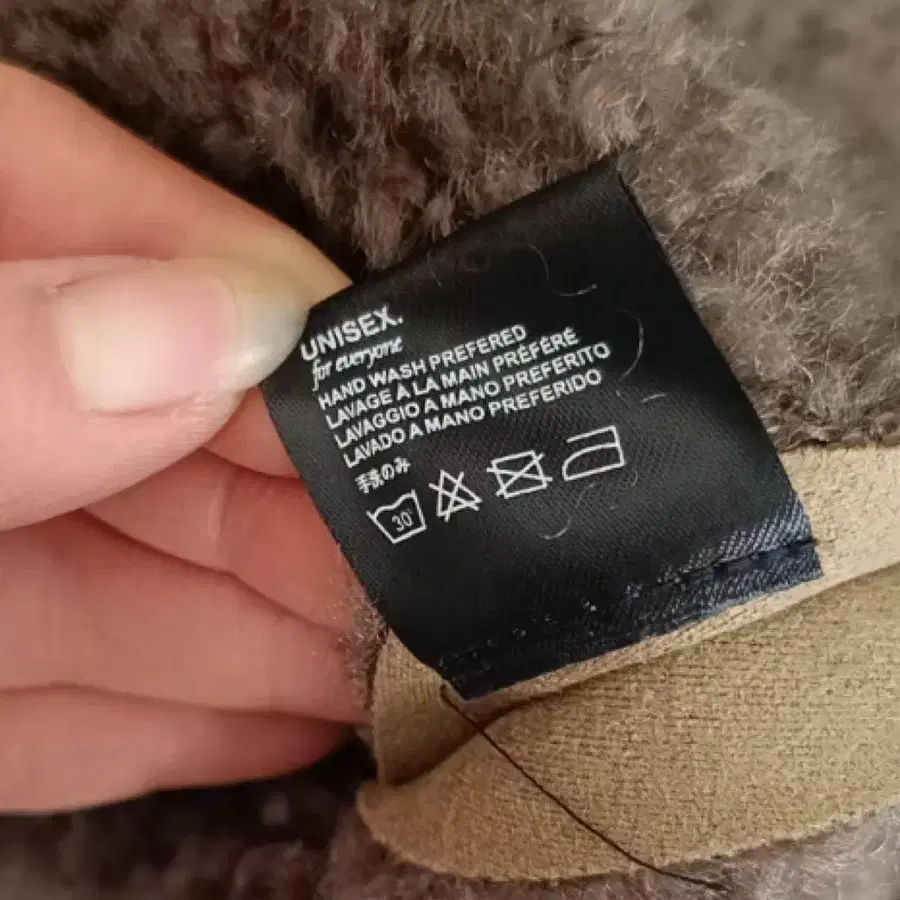 UNISEX.
for everyone
HAND WASH PREFERED
LAVAGE À LA MAIN PRÉFÉRÉ
LAVAGGIO A MANO PREFERITO
LAVADO A MANO PREFERIDO
手洗のみ
30°